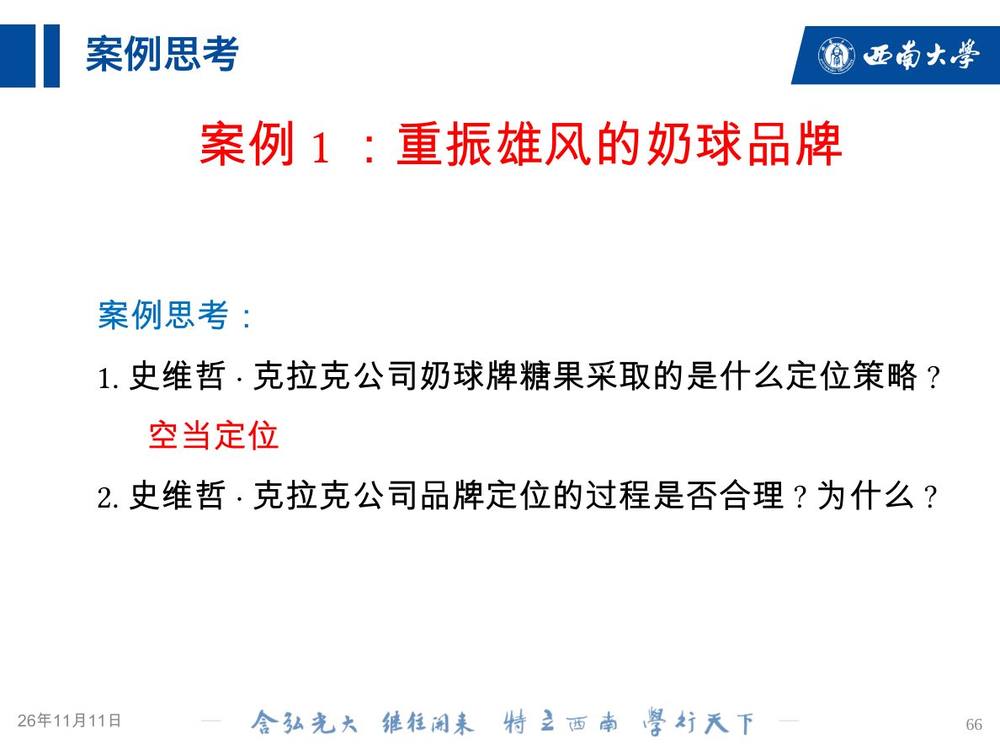 案例思考
西南大学
案例 1 ：重振雄风的奶球品牌
案例思考：
1. 史维哲 · 克拉克公司奶球牌糖果采取的是什么定位策略？
空当定位
2. 史维哲 · 克拉克公司品牌定位的过程是否合理？为什么？
26年11月11日
含弘光大 继往开来 特立西南 學行天下
66